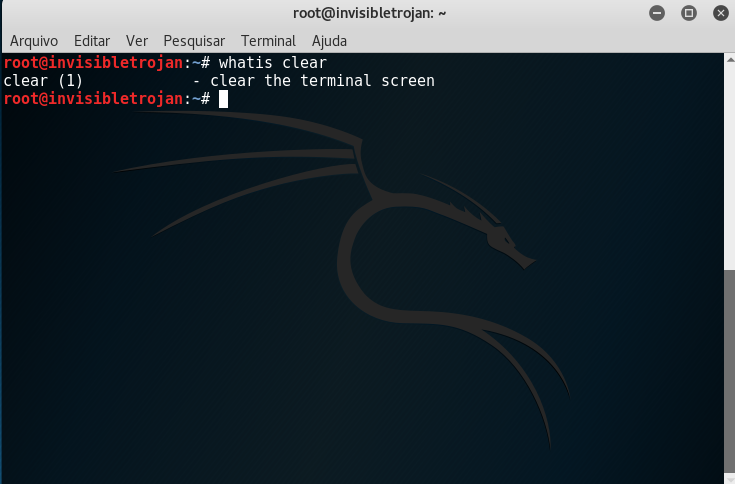 root@invisibletrojan: ~
Arquivo Editar Ver Pesquisar Terminal Ajuda
root@invisibletrojan:~# whatis clear
clear (1)            - clear the terminal screen
root@invisibletrojan:~#